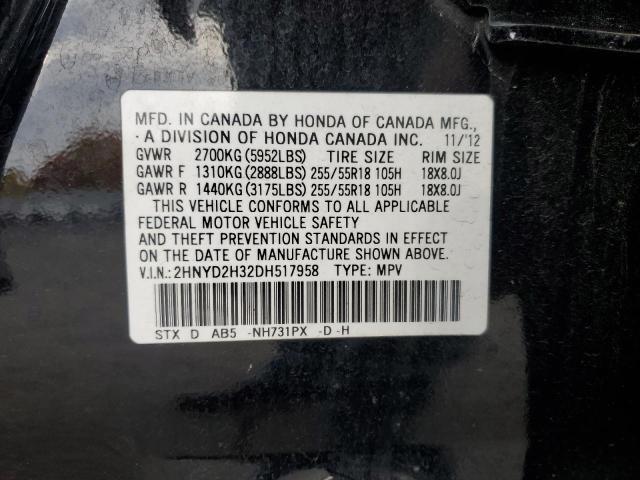 MFD. IN CANADA BY HONDA OF CANADA MFG.,
A DIVISION OF HONDA CANADA INC. 11/'12
GVWR 2700KG (5952LBS) TIRE SIZE RIM SIZE
GAWR F 1310KG (2888LBS) 255/55R18 105H 18X8.0J
GAWR R 1440KG (3175LBS) 255/55R18 105H 18X8.0J
THIS VEHICLE CONFORMS TO ALL APPLICABLE
FEDERAL MOTOR VEHICLE SAFETY
AND THEFT PREVENTION STANDARDS IN EFFECT
ON THE DATE OF MANUFACTURE SHOWN ABOVE.
V.I.N.: 2HNYD2H32DH517958 TYPE: MPV
STX D AB5 -NH731PX -D -H